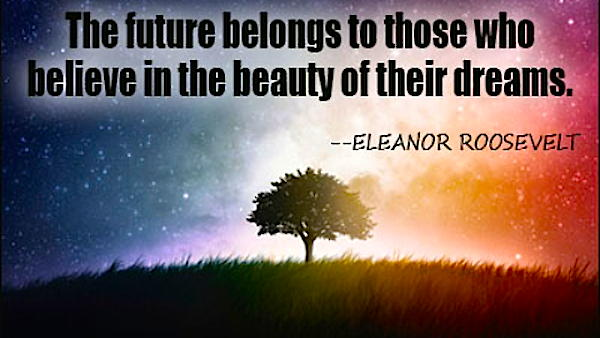 The future belongs to those who
believe in the beauty of their dreams.
--ELEANOR ROOSEVELT